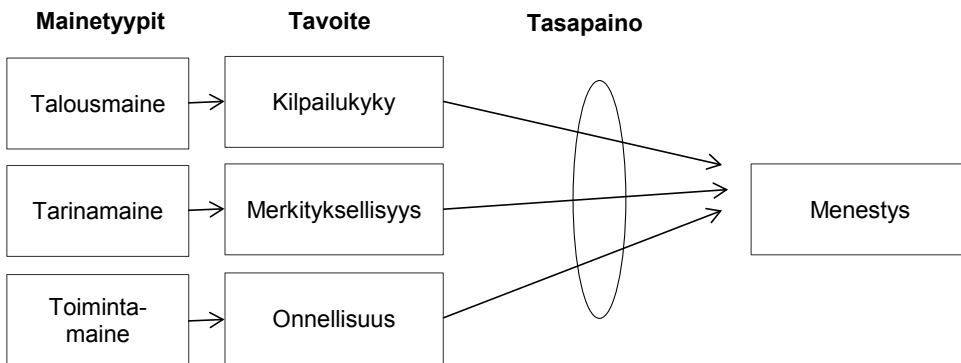 Mainetyypit
Tavoite
Tasapaino
Talousmaine
Kilpailukyky
Tarinamaine
Merkityksellisyys
Menestys
Toiminta-
maine
Onnellisuus